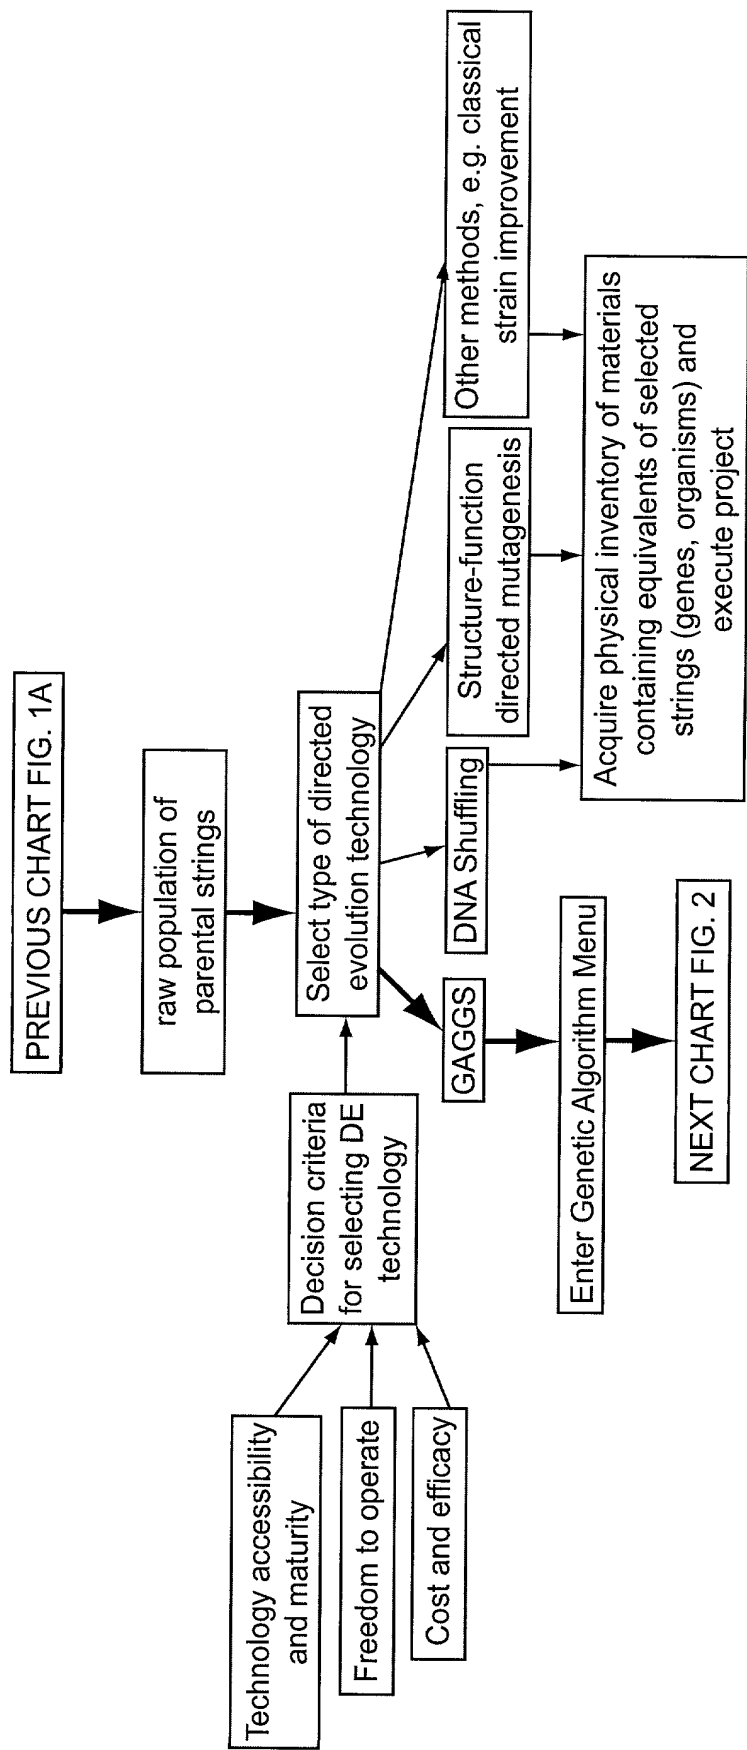 PREVIOUS CHART FIG. 1A
raw population of
parental strings
Technology accessibility
and maturity
Freedom to operate
Cost and efficacy
Decision criteria
for selecting DE
technology
Select type of directed
evolution technology
GAGGS
DNA Shuffling
Structure-function
directed mutagenesis
Other methods, e.g. classical
strain improvement
Enter Genetic Algorithm Menu
Acquire physical inventory of materials
containing equivalents of selected
strings (genes, organisms) and
execute project
NEXT CHART FIG. 2